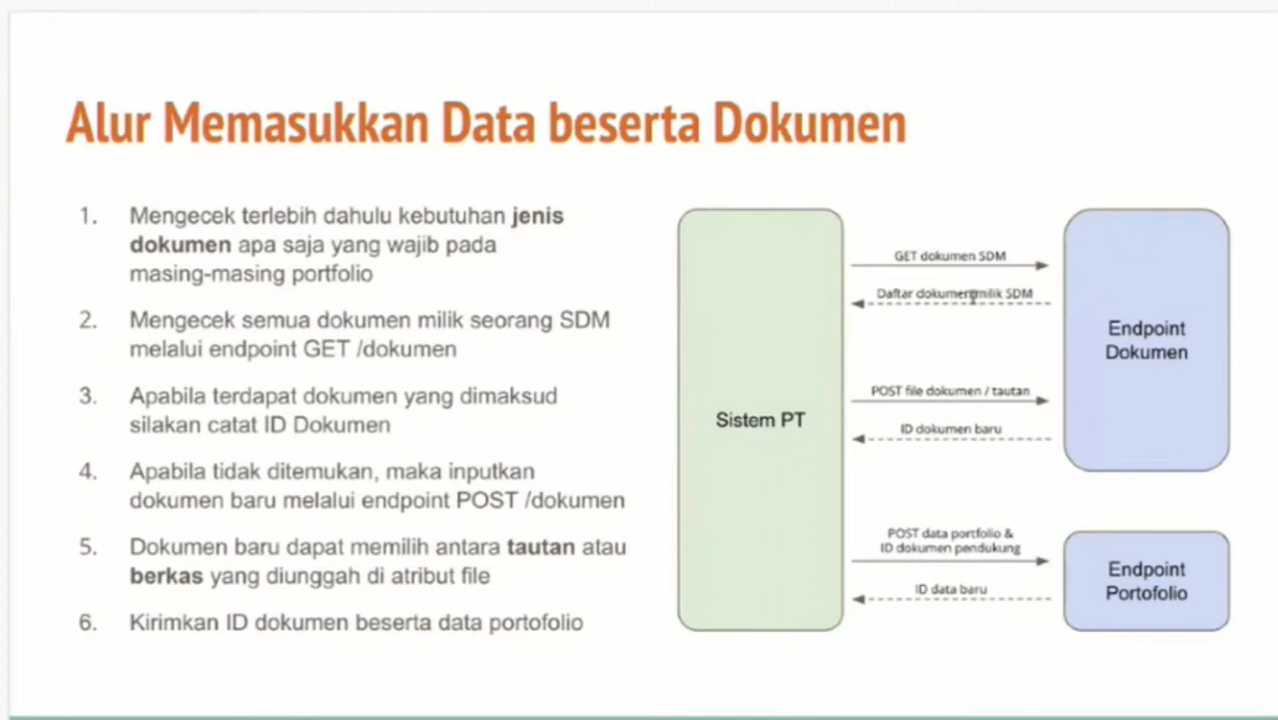 Alur Memasukkan Data beserta Dokumen
1. Mengecek terlebih dahulu kebutuhan jenis
dokumen apa saja yang wajib pada
masing-masing portfolio
2. Mengecek semua dokumen milik seorang SDM
melalui endpoint GET /dokumen
3. Apabila terdapat dokumen yang dimaksud
silakan catat ID Dokumen
4. Apabila tidak ditemukan, maka inputkan
dokumen baru melalui endpoint POST /dokumen
5. Dokumen baru dapat memilih antara tautan atau
berkas yang diunggah di atribut file
6. Kirimkan ID dokumen beserta data portofolio
Sistem PT
GET dokumen SDM
Daftar dokumen milik SDM
POST file dokumen / tautan
ID dokumen baru
POST data portfolio &
ID dokumen pendukung
ID data baru
Endpoint
Dokumen
Endpoint
Portofolio